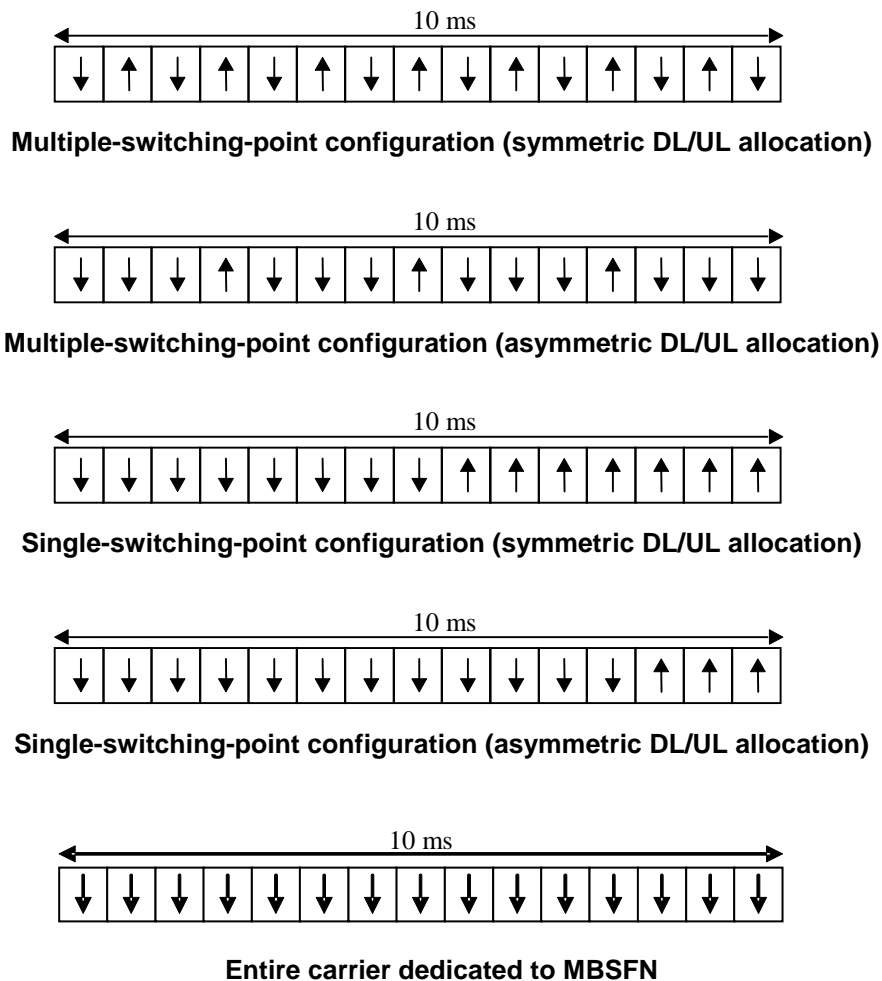 10 ms
Multiple-switching-point configuration (symmetric DL/UL allocation)
10 ms
Multiple-switching-point configuration (asymmetric DL/UL allocation)
10 ms
Single-switching-point configuration (symmetric DL/UL allocation)
10 ms
Single-switching-point configuration (asymmetric DL/UL allocation)
10 ms
Entire carrier dedicated to MBSFN